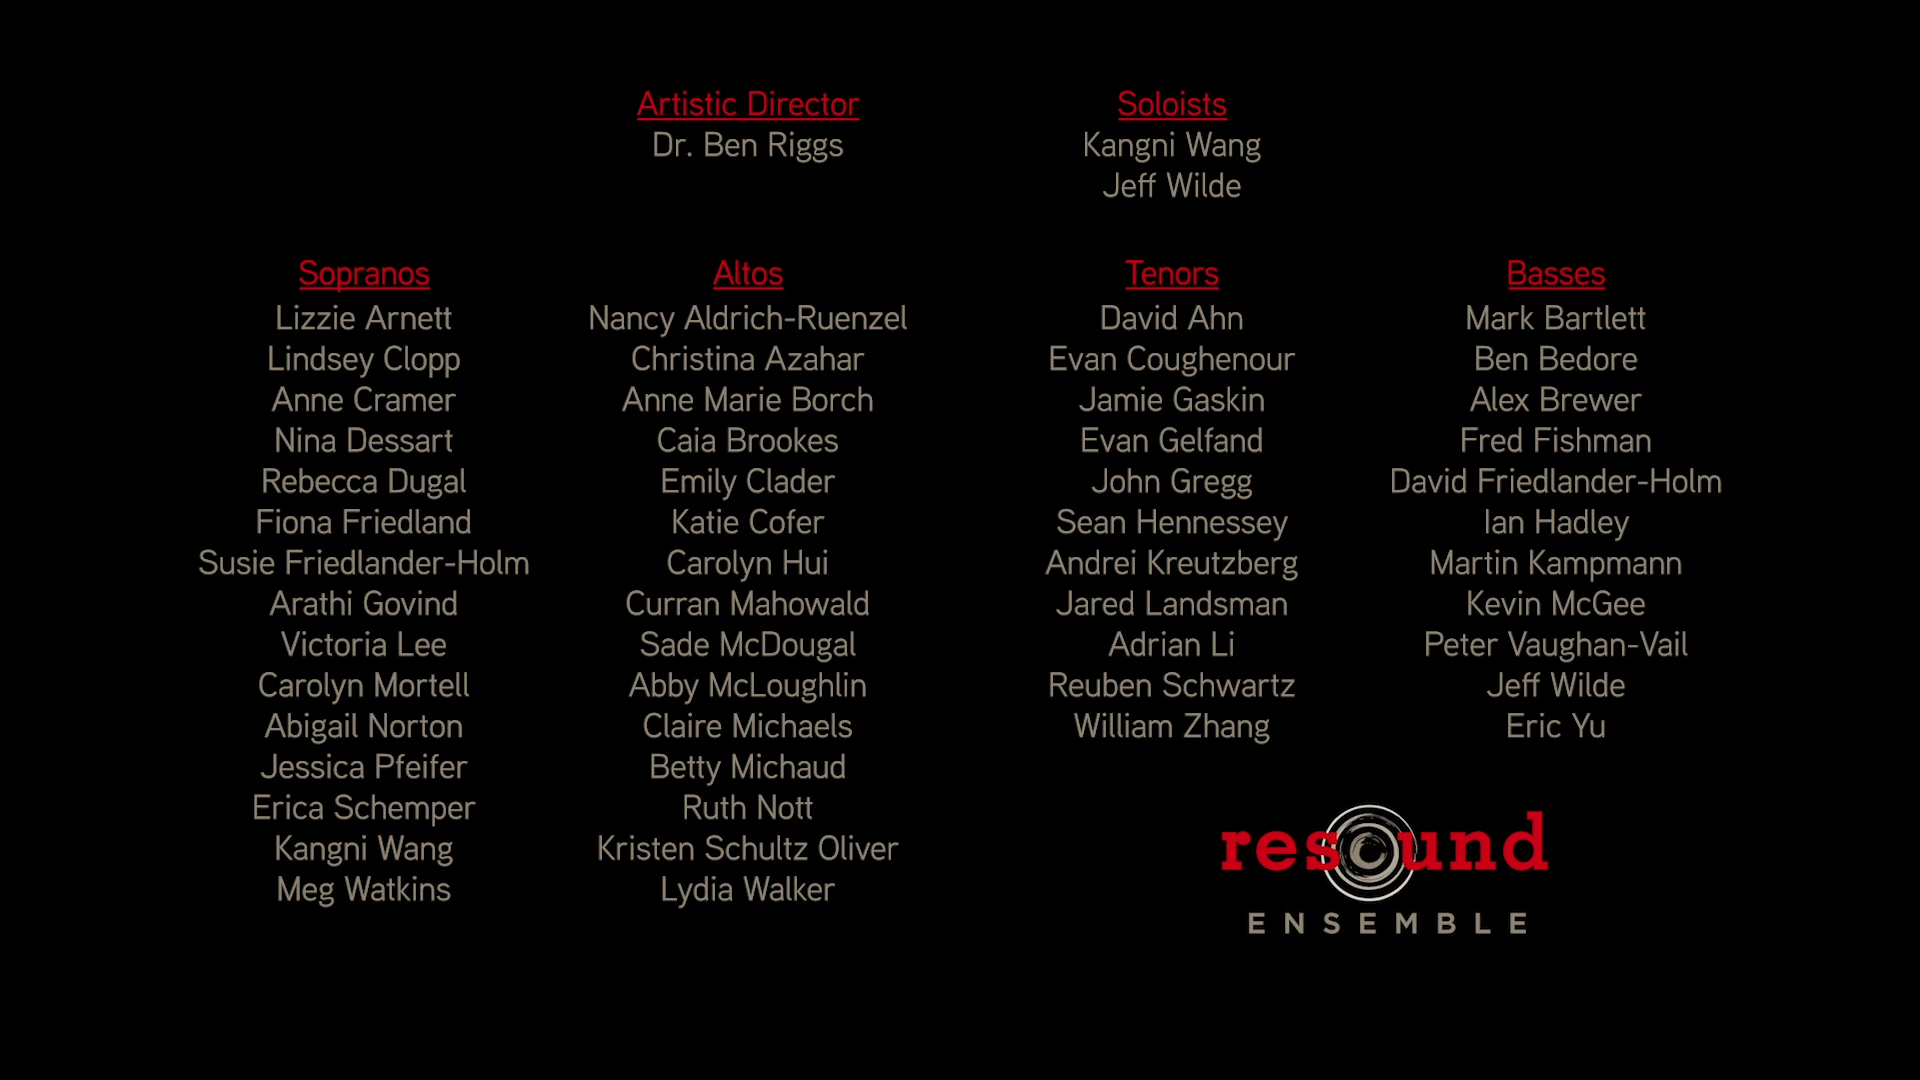 Artistic Director
Dr. Ben Riggs
Soloists
Kangni Wang
Jeff Wilde
Sopranos
Lizzie Arnett
Lindsey Clopp
Anne Cramer
Nina Dessart
Rebecca Dugal
Fiona Friedland
Susie Friedlander-Holm
Arathi Govind
Victoria Lee
Carolyn Mortell
Abigail Norton
Jessica Pfeifer
Erica Schemper
Kangni Wang
Meg Watkins
Altos
Nancy Aldrich-Ruenzel
Christina Azahar
Anne Marie Borch
Caia Brookes
Emily Clader
Katie Cofer
Carolyn Hui
Curran Mahowald
Sade McDougal
Abby McLoughlin
Claire Michaels
Betty Michaud
Ruth Nott
Kristen Schultz Oliver
Lydia Walker
Tenors
David Ahn
Evan Coughenour
Jamie Gaskin
Evan Gelfand
John Gregg
Sean Hennessey
Andrei Kreutzberg
Jared Landsman
Adrian Li
Reuben Schwartz
William Zhang
Basses
Mark Bartlett
Ben Bedore
Alex Brewer
Fred Fishman
David Friedlander-Holm
Ian Hadley
Martin Kampmann
Kevin McGee
Peter Vaughan-Vail
Jeff Wilde
Eric Yu
resound
ENSEMBLE